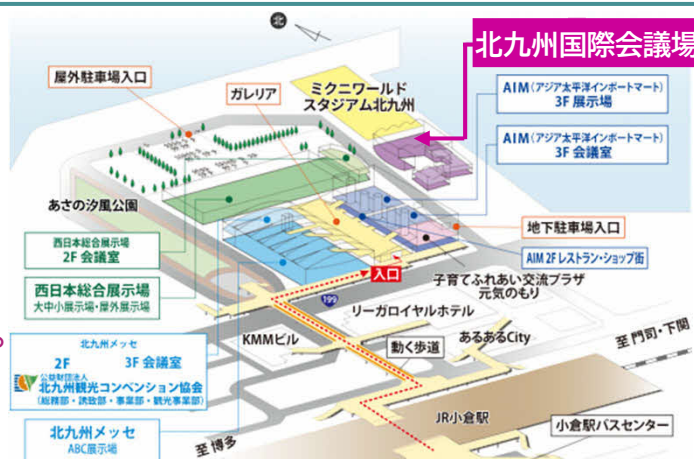 北
北九州国際会議場
屋外駐車場入口
ガレリア
ミクニワールド
スタジアム北九州
AIM(アジア太平洋インポートマート)
3F 展示場
AIM(アジア太平洋インポートマート)
3F 会議室
あさの汐風公園
地下駐車場入口
西日本総合展示場
2F 会議室
AIM 2F レストラン・ショップ街
入口
子育てふれあい交流プラザ
元気のもり
西日本総合展示場
大中小展示場・屋外展示場
199
リーガロイヤルホテル
北九州メッセ
2F 3F 会議室
公益財団法人
北九州観光コンベンション協会
(総務部・誘致部・事業部・観光事業部)
KMMビル
動く歩道
あるあるCity
至 門司・下関
JR小倉駅
小倉駅バスセンター
北九州メッセ
ABC展示場
至 博多